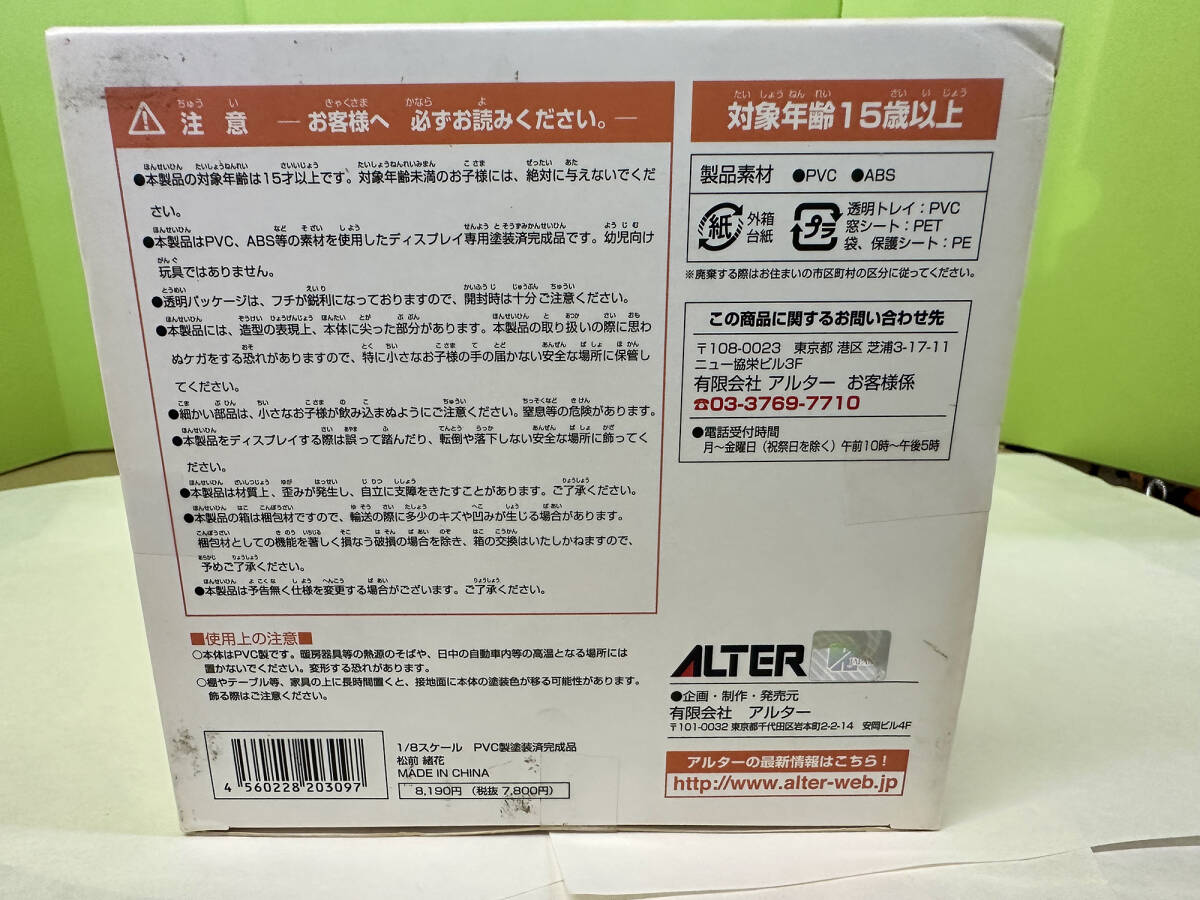 注意 ―お客様へ 必ずお読みください。―
●本製品の対象年齢は15才以上です。対象年齢未満のお子様には、絶対に与えないでくだ
さい。
●本製品はPVC、ABS等の素材を使用したディスプレイ専用塗装済完成品です。幼児向け
玩具ではありません。
●透明パッケージは、フチが鋭利になっておりますので、開封時は十分ご注意ください。
●本製品には、造型の表現上、本体に尖った部分があります。本製品の取り扱いの際に思わ
ぬケガをする恐れがありますので、特に小さなお子様の手の届かない安全な場所に保管し
てください。
●細かい部品は、小さなお子様が飲み込まぬようにご注意ください。窒息等の危険があります。
●本製品をディスプレイする際は誤って踏んだり、転倒や落下しない安全な場所に飾ってく
ださい。
●本製品は材質上、歪みが発生し、自立に支障をきたすことがあります。ご了承ください。
●本製品の箱は梱包材ですので、輸送の際に多少のキズや凹みが生じる場合があります。
梱包材としての機能を著しく損なう破損の場合を除き、箱の交換はいたしかねますので、
予めご了承ください。
●本製品は予告無く仕様を変更する場合がございます。ご了承ください。
■使用上の注意■
○本体はPVC製です。暖房器具等の熱源のそばや、日中の自動車内等の高温となる場所には
置かないでください。変形する恐れがあります。
○棚やテーブル等、家具の上に長時間置くと、接地面に本体の塗装色が移る可能性があります。
飾る際はご注意ください。
4 560228 203097
1/8スケール PVC製塗装済完成品
松前 緒花
MADE IN CHINA
8,190円 (税抜 7,800円)
対象年齢15歳以上
製品素材 ●PVC ●ABS
紙 外箱
台紙
プラ 透明トレイ：PVC
窓シート：PET
袋、保護シート：PE
※廃棄する際はお住まいの市区町村の区分に従ってください。
この商品に関するお問い合わせ先
〒108-0023 東京都 港区 芝浦3-17-11
ニュー協栄ビル3F
有限会社 アルター お客様係
☎03-3769-7710
●電話受付時間
月～金曜日（祝祭日を除く）午前10時～午後5時
ALTER
●企画・制作・発売元
有限会社 アルター
〒101-0032 東京都千代田区岩本町2-2-14 安岡ビル4F
アルターの最新情報はこちら！
http://www.alter-web.jp